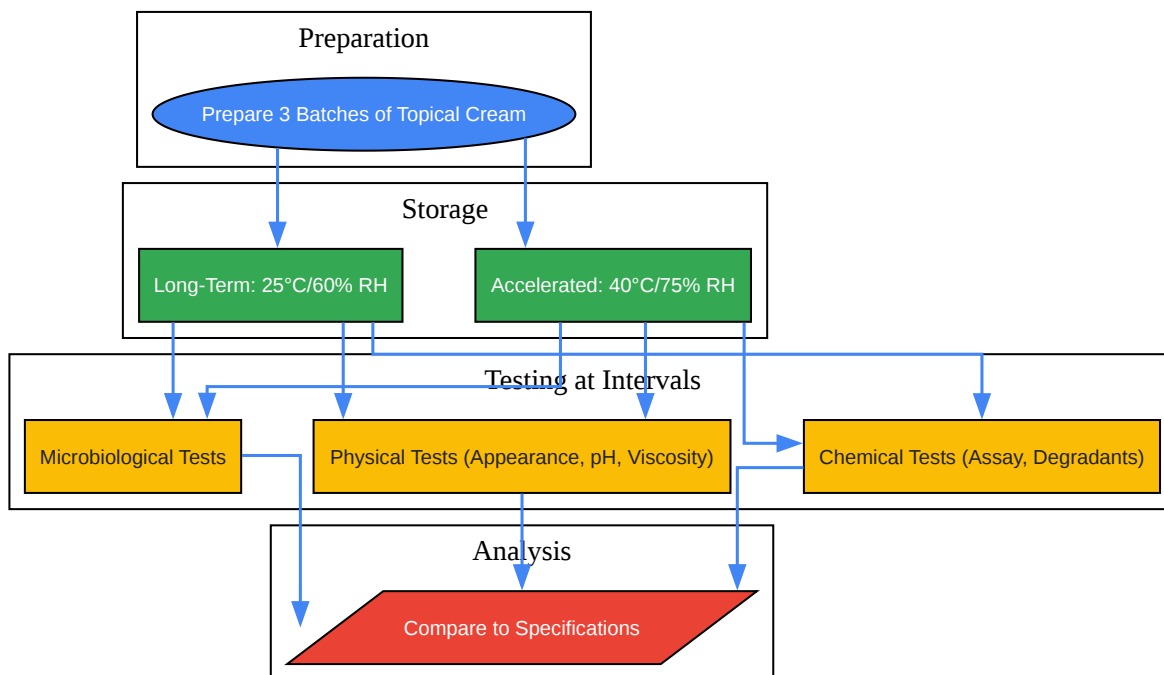 Preparation
Prepare 3 Batches of Topical Cream
Storage
Long-Term: 25°C/60% RH
Accelerated: 40°C/75% RH
Testing at Intervals
Microbiological Tests
Physical Tests (Appearance, pH, Viscosity)
Chemical Tests (Assay, Degradants)
Analysis
Compare to Specifications